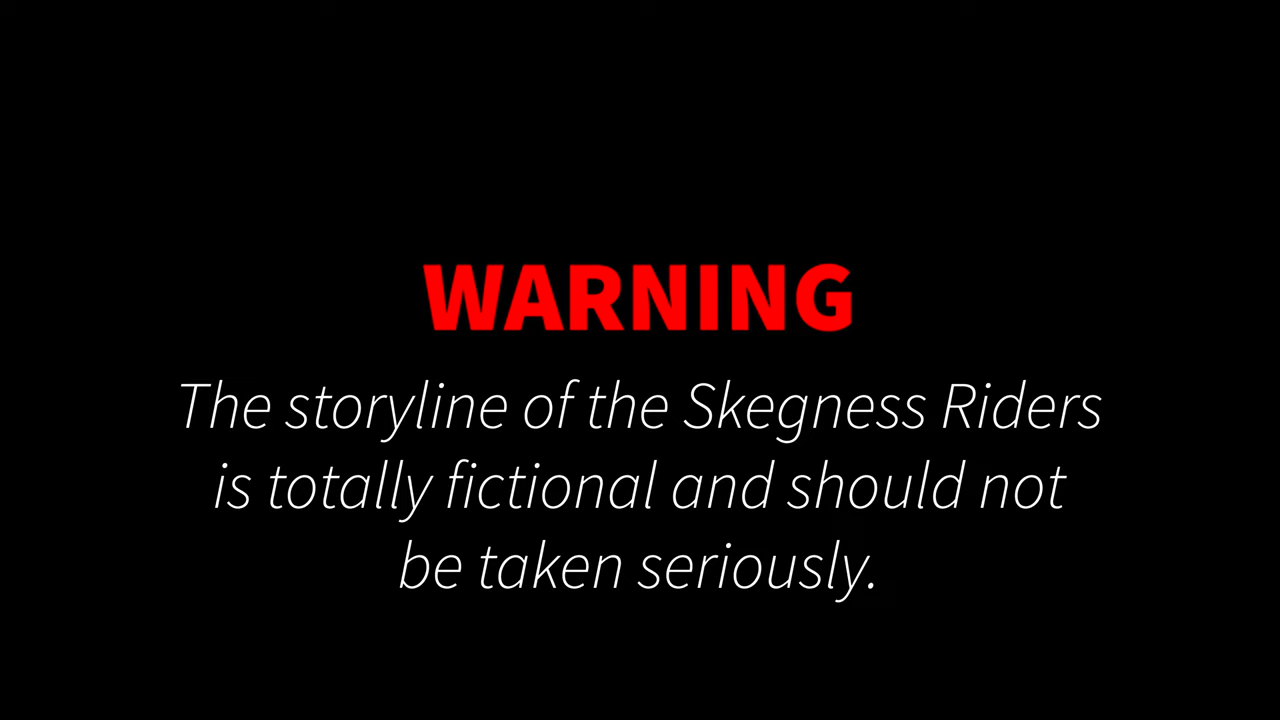 WARNING
The storyline of the Skegness Riders
is totally fictional and should not
be taken seriously.